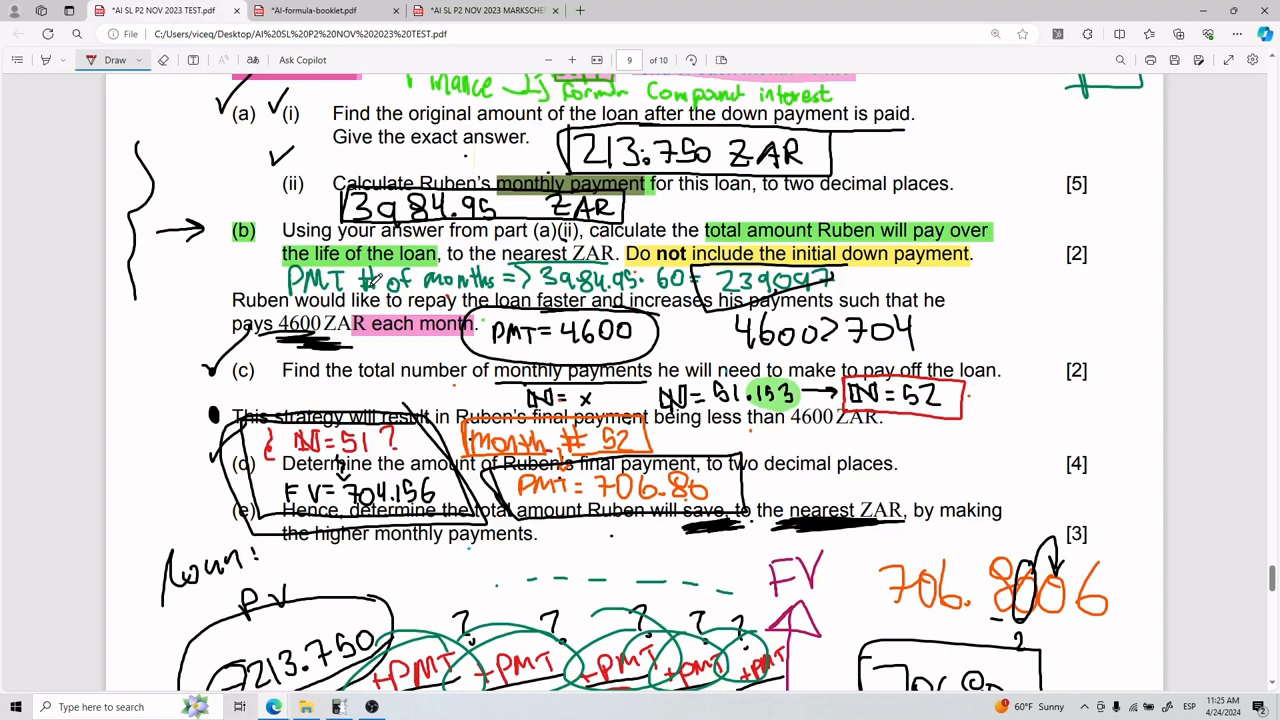 *AI SL P2 NOV 2023 TEST.pdf
*AI-formula-booklet.pdf
*AI SL P2 NOV 2023 MARKSCHE
File
C:/Users/viceq/Desktop/AI%20SL%20P2%20NOV%202023%20TEST.pdf
Draw
Ask Copilot
9 of 10
Finance formula compound interest
(a) (i) Find the original amount of the loan after the down payment is paid.
Give the exact answer.
213.750 ZAR
(ii) Calculate Ruben's monthly payment for this loan, to two decimal places. [5]
3984.95 ZAR
(b) Using your answer from part (a)(ii), calculate the total amount Ruben will pay over
the life of the loan, to the nearest ZAR. Do not include the initial down payment. [2]
PMT # of months => 3984.95 · 60 = 239097
Ruben would like to repay the loan faster and increases his payments such that he
pays 4600 ZAR each month.
PMT = 4600
4600 > 704
(c) Find the total number of monthly payments he will need to make to pay off the loan. [2]
N = x N = 51.153 → N = 52
This strategy will result in Ruben's final payment being less than 4600 ZAR.
¿ N = 51 ?
month # 52
(d) Determine the amount of Ruben's final payment, to two decimal places. [4]
FV = 704.156
PMT = 706.86
(e) Hence, determine the total amount Ruben will save, to the nearest ZAR, by making
the higher monthly payments. [3]
Loan:
PV
FV
706.8606
213.750
? ? ? ? ?
+PMT +PMT +PMT +PMT +PMT
2
Type here to search
60°F Sunny
ESP
11:25 AM
4/24/2024